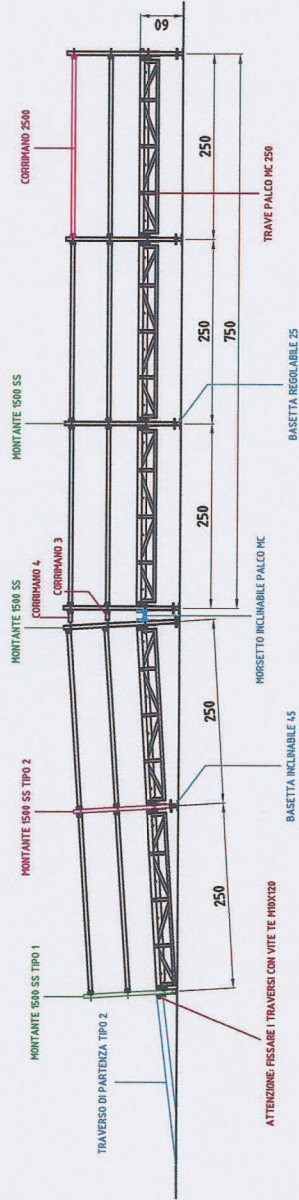 CORRIMANO 2500
60
MONTANTE 1500 SS
MONTANTE 1500 SS
CORRIMANO 4
CORRIMANO 3
MONTANTE 1500 SS TIPO 2
MONTANTE 1500 SS TIPO 1
TRAVERSO DI PARTENZA TIPO 2
250
250
250
250
250
750
TRAVE PALCO MC 250
BASETTA REGOLABILE 25
MORSETTO INCLINABILE PALCO MC
BASETTA INCLINABILE 45
ATTENZIONE: FISSARE I TRAVERSI CON VITE TE M10X120